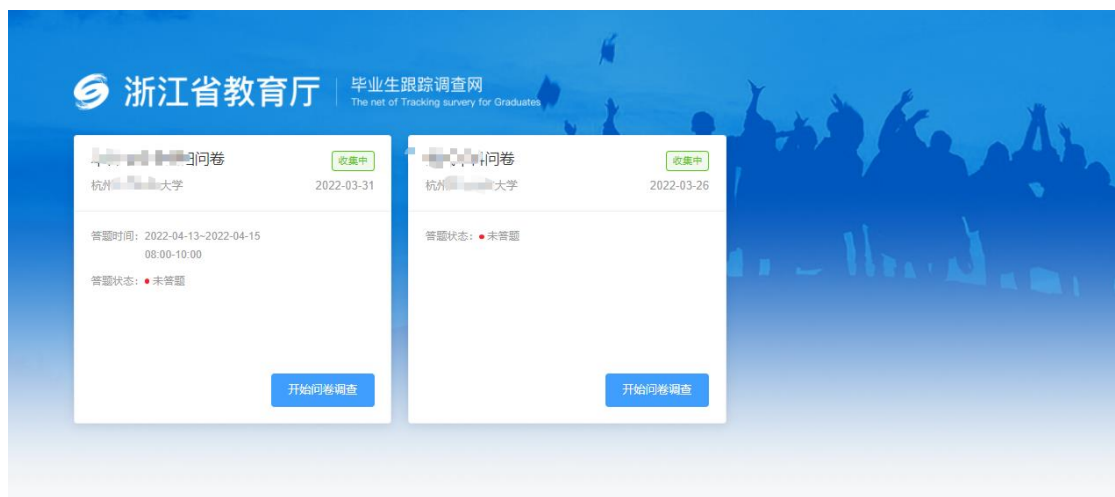 浙江省教育厅
毕业生跟踪调查网
The net of Tracking survery for Graduates
问卷
收集中
杭州
大学
2022-03-31
答题时间: 2022-04-13~2022-04-15
08:00-10:00
答题状态: 未答题
开始问卷调查
问卷
收集中
杭州
大学
2022-03-26
答题状态: 未答题
开始问卷调查